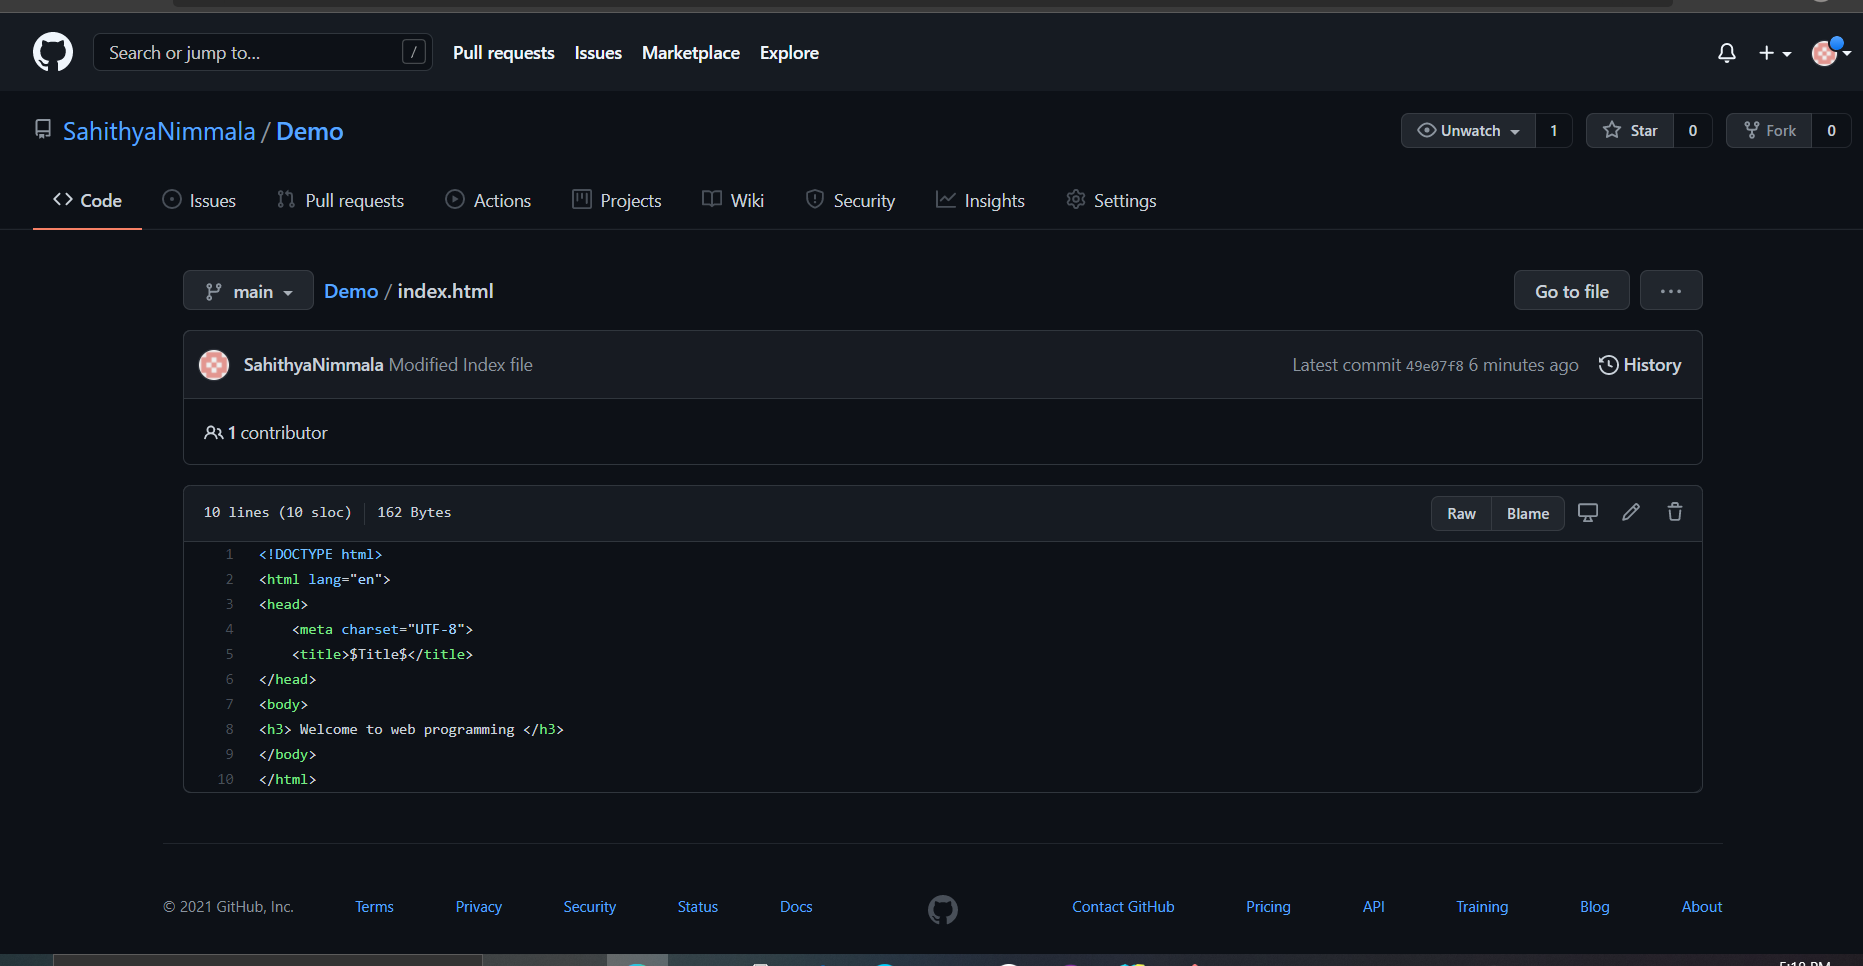 Search or jump to... /
Pull requests Issues Marketplace Explore
SahithyaNimmala / Demo
Unwatch 1 Star 0 Fork 0
<> Code Issues Pull requests Actions Projects Wiki Security Insights Settings
main Demo / index.html Go to file ...
SahithyaNimmala Modified Index file Latest commit 49e07f8 6 minutes ago History
1 contributor
10 lines (10 sloc) 162 Bytes Raw Blame
1 <!DOCTYPE html>
2 <html lang="en">
3 <head>
4     <meta charset="UTF-8">
5     <title>$Title$</title>
6 </head>
7 <body>
8 <h3> Welcome to web programming </h3>
9 </body>
10 </html>
© 2021 GitHub, Inc. Terms Privacy Security Status Docs Contact GitHub Pricing API Training Blog About